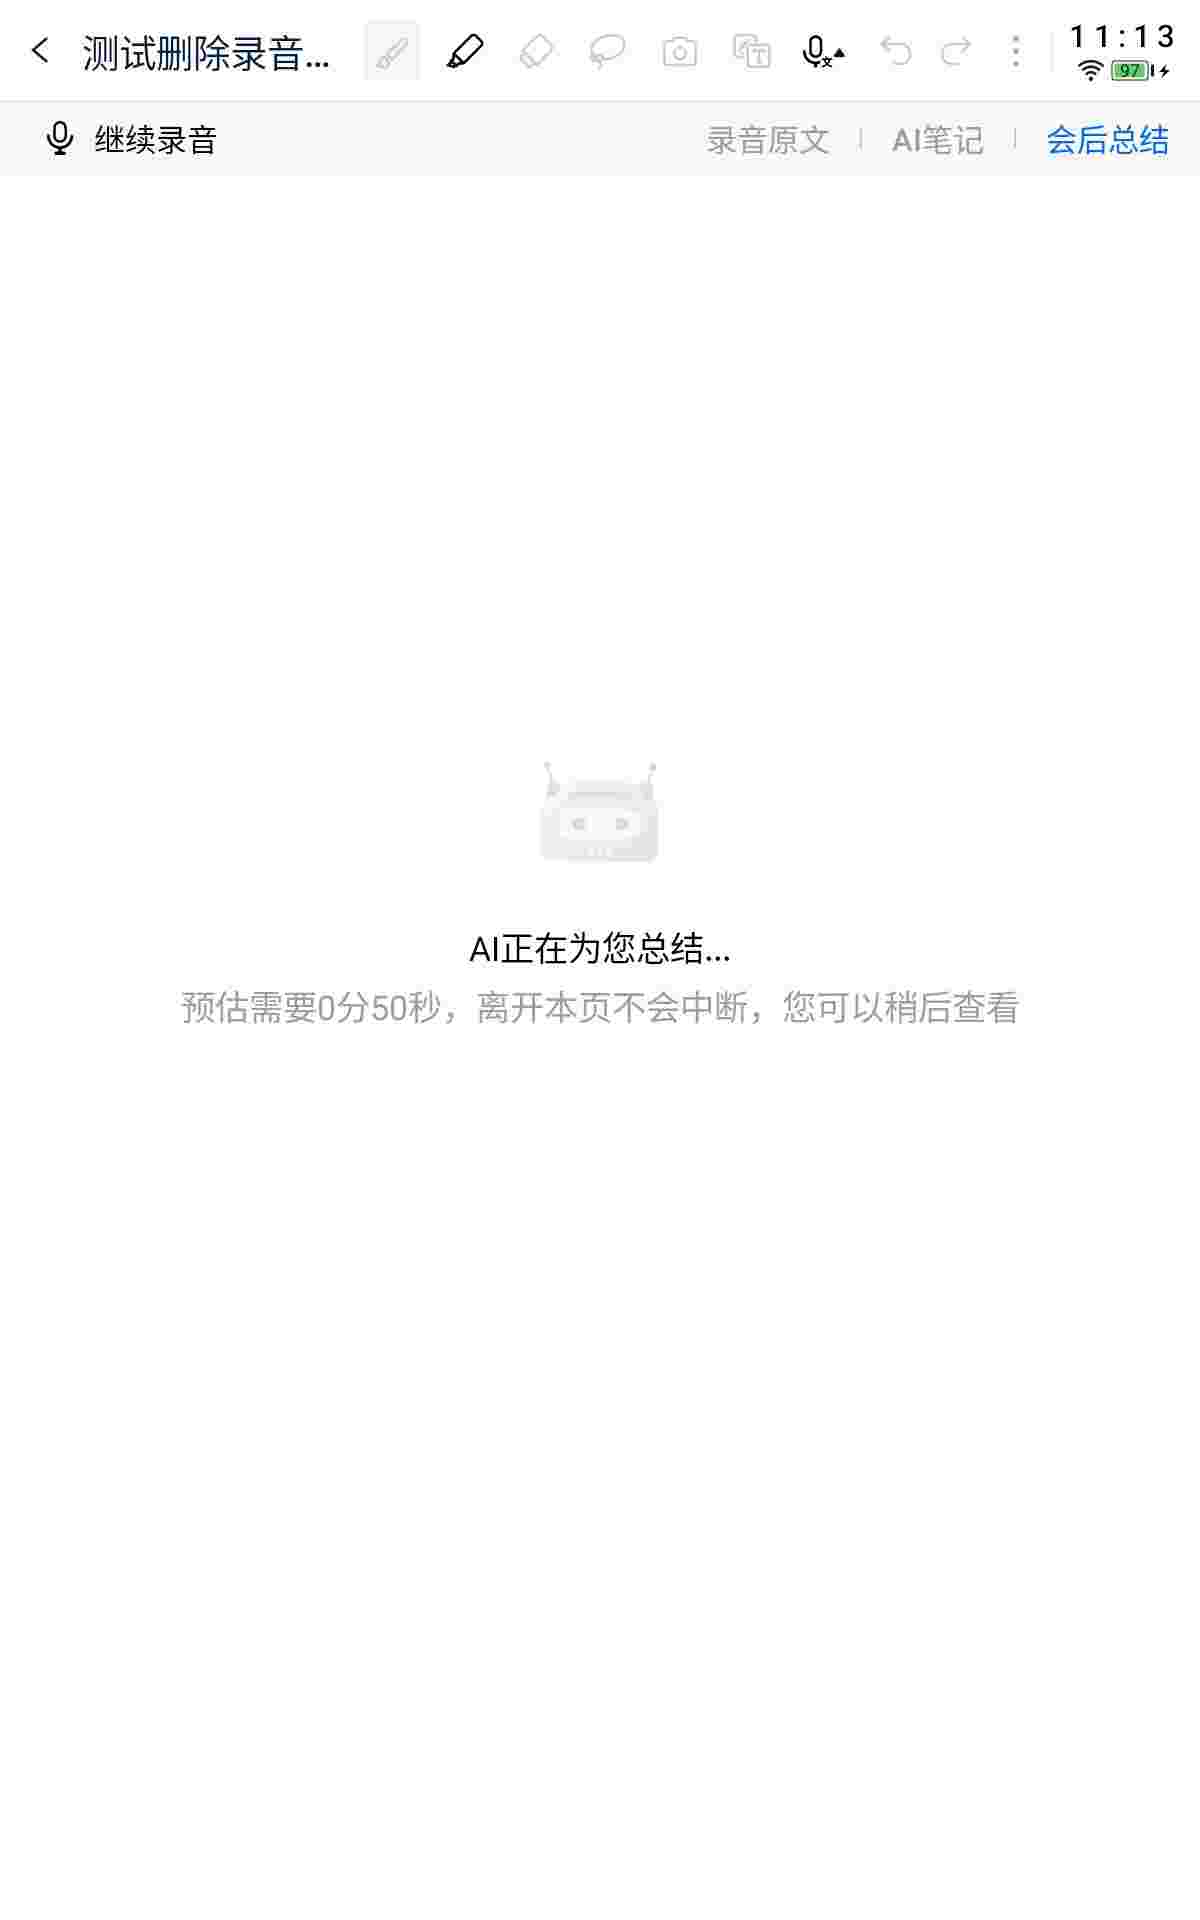 测试删除录音...
11:13
97
继续录音
录音原文
AI笔记
会后总结
AI正在为您总结...
预估需要0分50秒，离开本页不会中断，您可以稍后查看